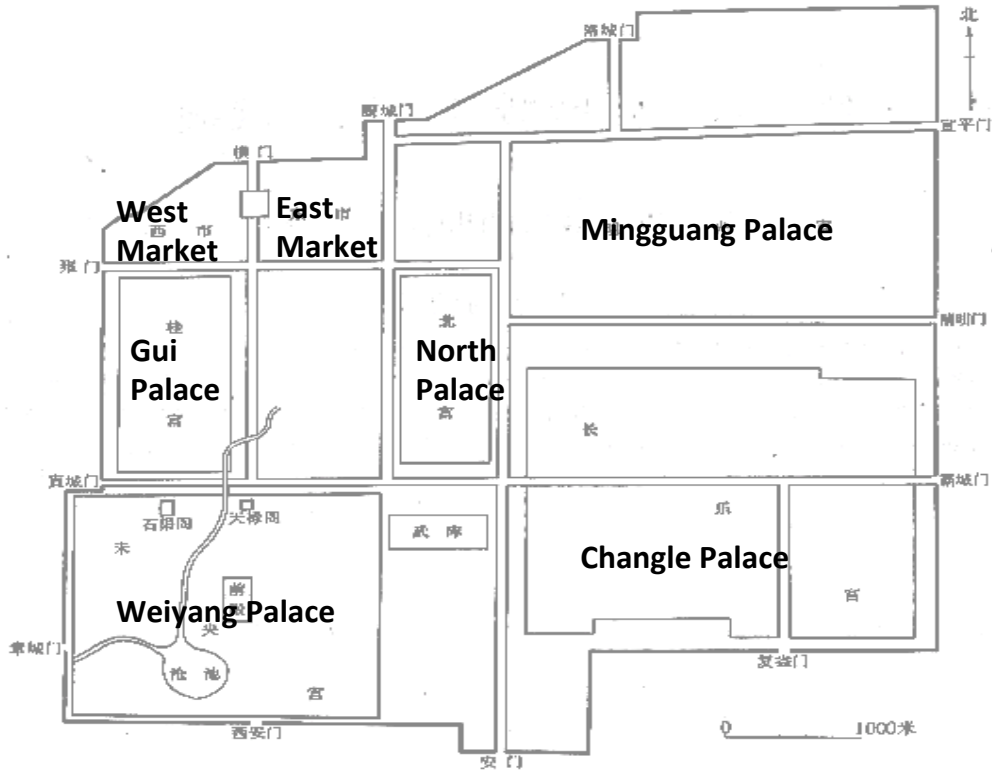 北
洛城门
厨城门
宣平门
横门
West
Market
西市
East
Market
市
Mingguang Palace
宫
雍门
清明门
桂
宫
Gui
Palace
北
宫
North
Palace
长
乐
宫
Changle Palace
直城门
霸城门
石渠阁
天禄阁
武库
未
央
宫
前
殿
Weiyang Palace
章城门
沧池
复盎门
西安门
安门
0
1000米